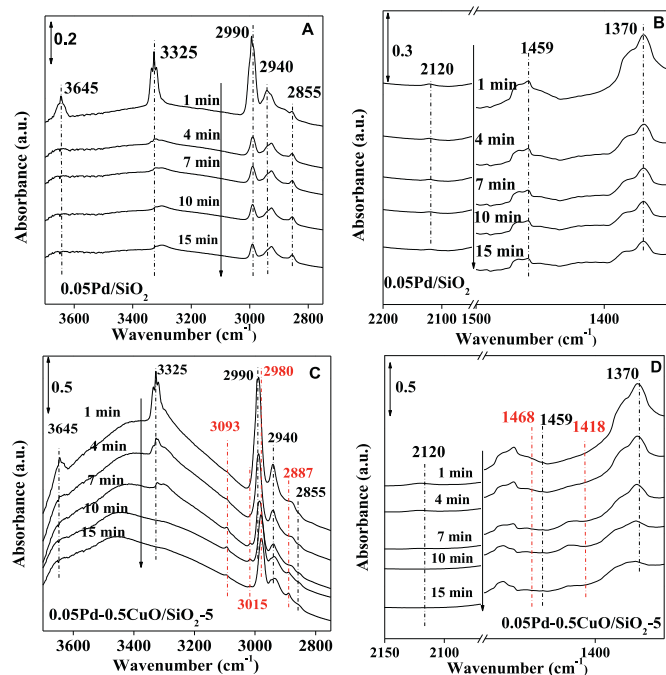 A
0.2
2990
3325
3645
2940
2855
1 min
4 min
7 min
10 min
15 min
0.05Pd/SiO2
Absorbance (a.u.)
3600 3200 2800
Wavenumber (cm-1)
B
0.3
1370
1459
2120
1 min
4 min
7 min
10 min
15 min
0.05Pd/SiO2
Absorbance (a.u.)
2200 2100 1500 1400
Wavenumber (cm-1)
C
0.5
3325
2990 2980
3645
3093
2940
2887
2855
1 min
4 min
7 min
10 min
15 min
3015
0.05Pd-0.5CuO/SiO2-5
Absorbance (a.u.)
3600 3200 2800
Wavenumber (cm-1)
D
0.5
1370
1468 1459 1418
2120
1 min
4 min
7 min
10 min
15 min
0.05Pd-0.5CuO/SiO2-5
Absorbance (a.u.)
2150 2100 1400
Wavenumber (cm-1)